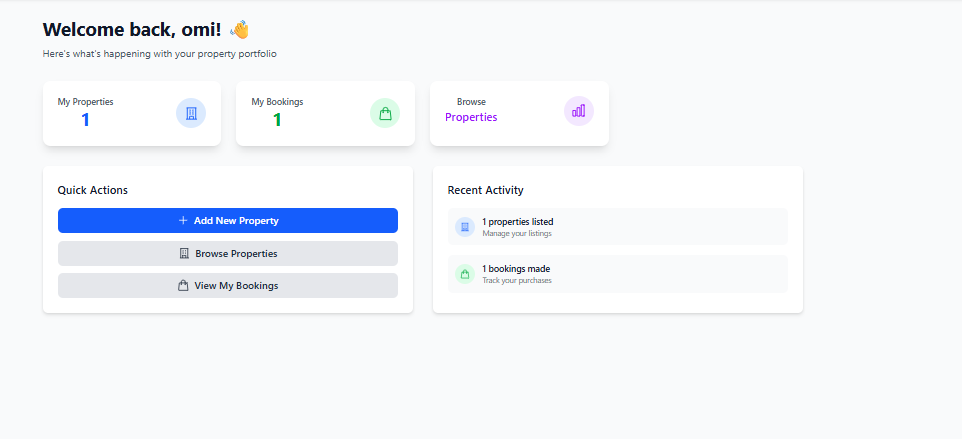 Welcome back, omi! 👋
Here's what's happening with your property portfolio
My Properties
1
My Bookings
1
Browse
Properties
Quick Actions
+ Add New Property
Browse Properties
View My Bookings
Recent Activity
1 properties listed
Manage your listings
1 bookings made
Track your purchases